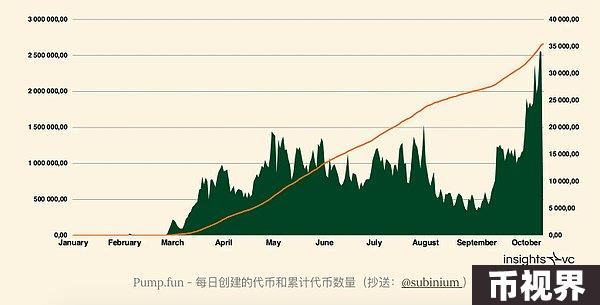 3 000 000,00 40 000,00
2 500 000,00 35 000,00
30 000,00
2 000 000,00 25 000,00
1 500 000,00 20 000,00
1 000 000,00 15 000,00
10 000,00
500 000,00 5 000,00
0,00 0,00
January February March April May June July August September October
insights vc
Pump.fun - 每日创建的代币和累计代币数量（抄送：@subinium）
币视界